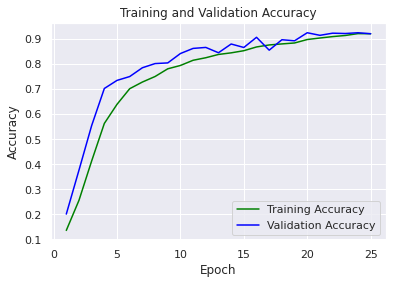 Training and Validation Accuracy
Accuracy
0.9
0.8
0.7
0.6
0.5
0.4
0.3
0.2
0.1
Training Accuracy
Validation Accuracy
0 5 10 15 20 25
Epoch